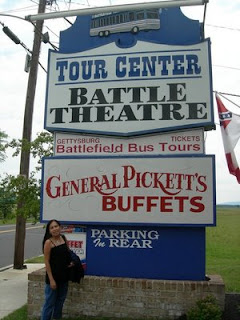 TOUR CENTER
BATTLE
THEATRE
GETTYSBURG TICKETS
Battlefield Bus Tours
GENERAL PICKETT'S
BUFFETS
PARKING
IN REAR